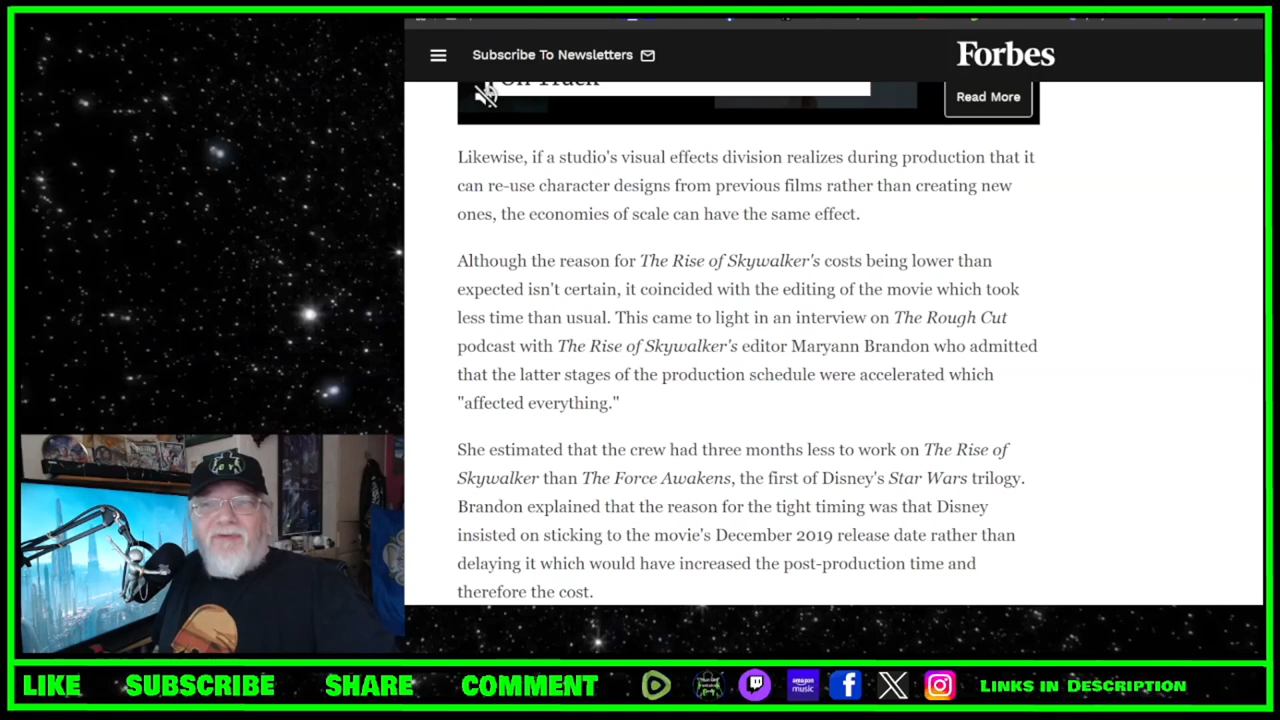 Subscribe To Newsletters
Forbes
On Track
Read More
Likewise, if a studio's visual effects division realizes during production that it
can re-use character designs from previous films rather than creating new
ones, the economies of scale can have the same effect.
Although the reason for The Rise of Skywalker's costs being lower than
expected isn't certain, it coincided with the editing of the movie which took
less time than usual. This came to light in an interview on The Rough Cut
podcast with The Rise of Skywalker's editor Maryann Brandon who admitted
that the latter stages of the production schedule were accelerated which
"affected everything."
She estimated that the crew had three months less to work on The Rise of
Skywalker than The Force Awakens, the first of Disney's Star Wars trilogy.
Brandon explained that the reason for the tight timing was that Disney
insisted on sticking to the movie's December 2019 release date rather than
delaying it which would have increased the post-production time and
therefore the cost.
LIKE SUBSCRIBE SHARE COMMENT amazon music LINKS IN DESCRIPTION